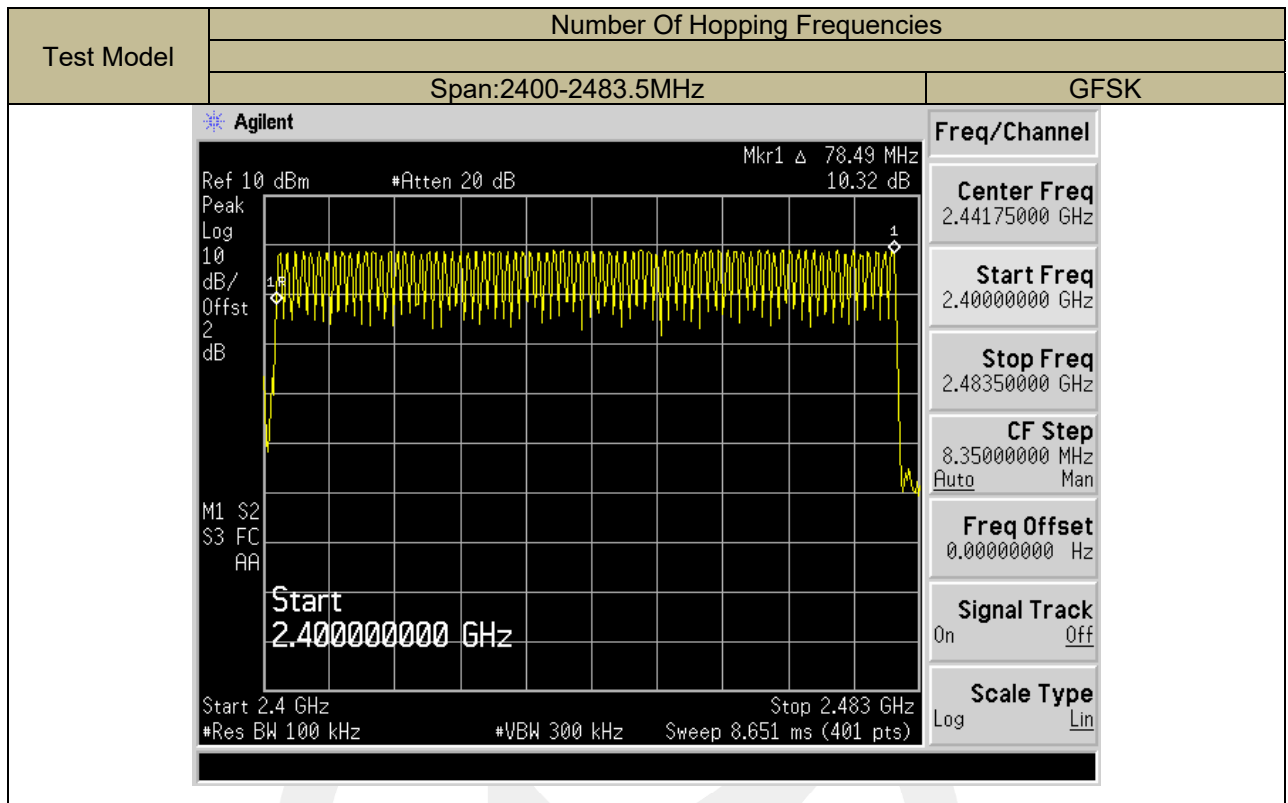 Test Model
Number Of Hopping Frequencies
Span:2400-2483.5MHz
GFSK
Agilent
Freq/Channel
Mkr1 Δ 78.49 MHz
Ref 10 dBm #Atten 20 dB 10.32 dB
Peak
Log
10
dB/
Offst
2
dB
1R
1
M1 S2
S3 FC
AA
Start
2.400000000 GHz
Start 2.4 GHz Stop 2.483 GHz
#Res BW 100 kHz #VBW 300 kHz Sweep 8.651 ms (401 pts)
Center Freq
2.44175000 GHz
Start Freq
2.40000000 GHz
Stop Freq
2.48350000 GHz
CF Step
8.35000000 MHz
Auto Man
Freq Offset
0.00000000 Hz
Signal Track
On Off
Scale Type
Log Lin